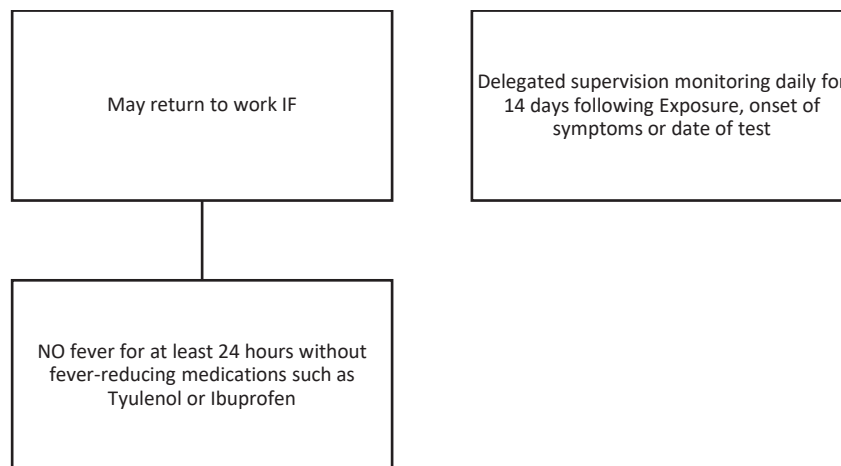 May return to work IF
Delegated supervision monitoring daily for
14 days following Exposure, onset of
symptoms or date of test
NO fever for at least 24 hours without
fever-reducing medications such as
Tyulenol or Ibuprofen